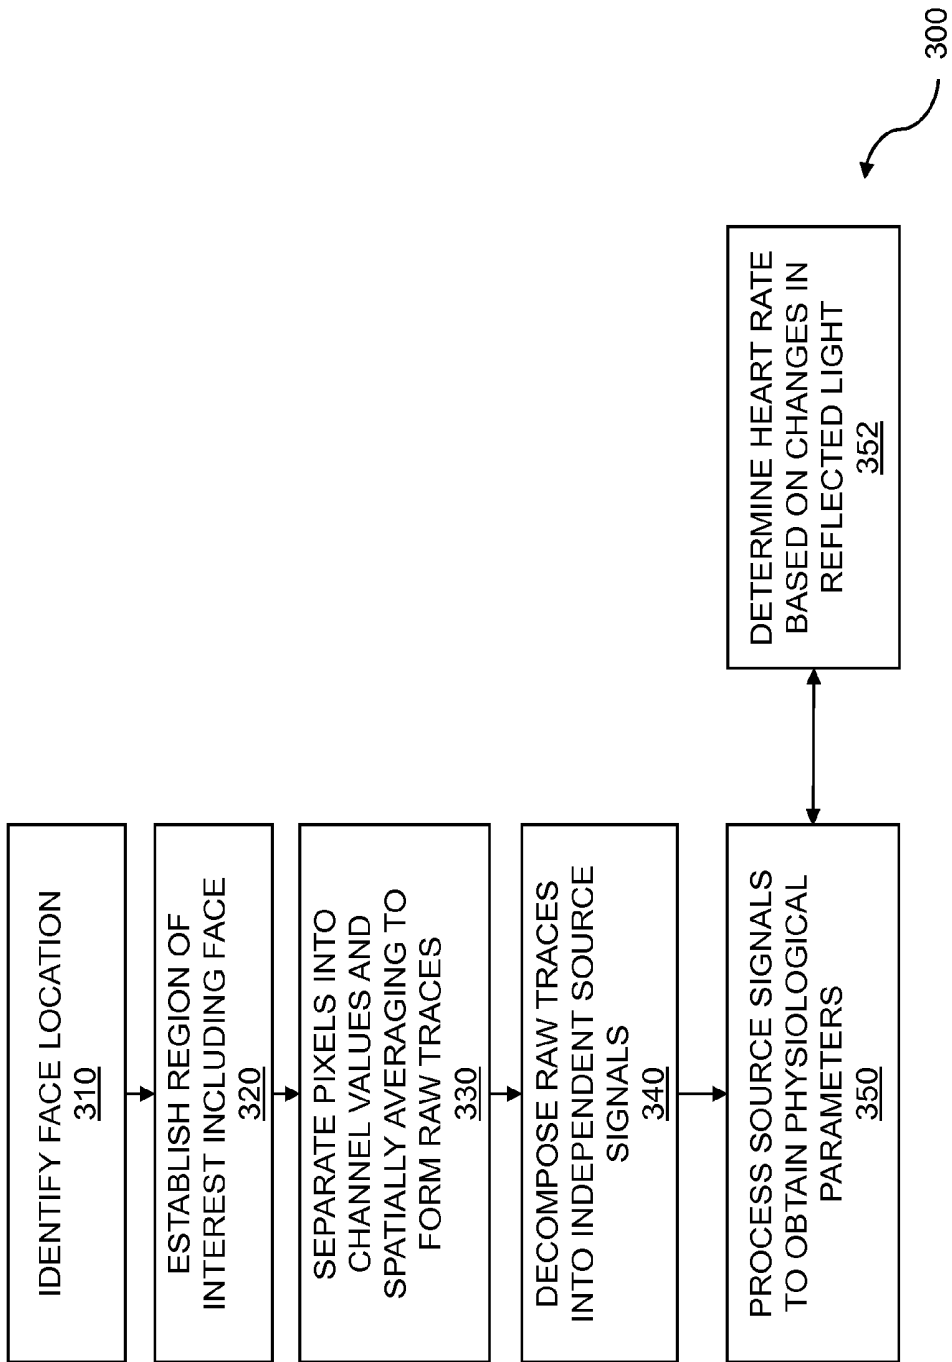 IDENTIFY FACE LOCATION
310
ESTABLISH REGION OF
INTEREST INCLUDING FACE
320
SEPARATE PIXELS INTO
CHANNEL VALUES AND
SPATIALLY AVERAGING TO
FORM RAW TRACES
330
DECOMPOSE RAW TRACES
INTO INDEPENDENT SOURCE
SIGNALS
340
PROCESS SOURCE SIGNALS
TO OBTAIN PHYSIOLOGICAL
PARAMETERS
350
DETERMINE HEART RATE
BASED ON CHANGES IN
REFLECTED LIGHT
352
300